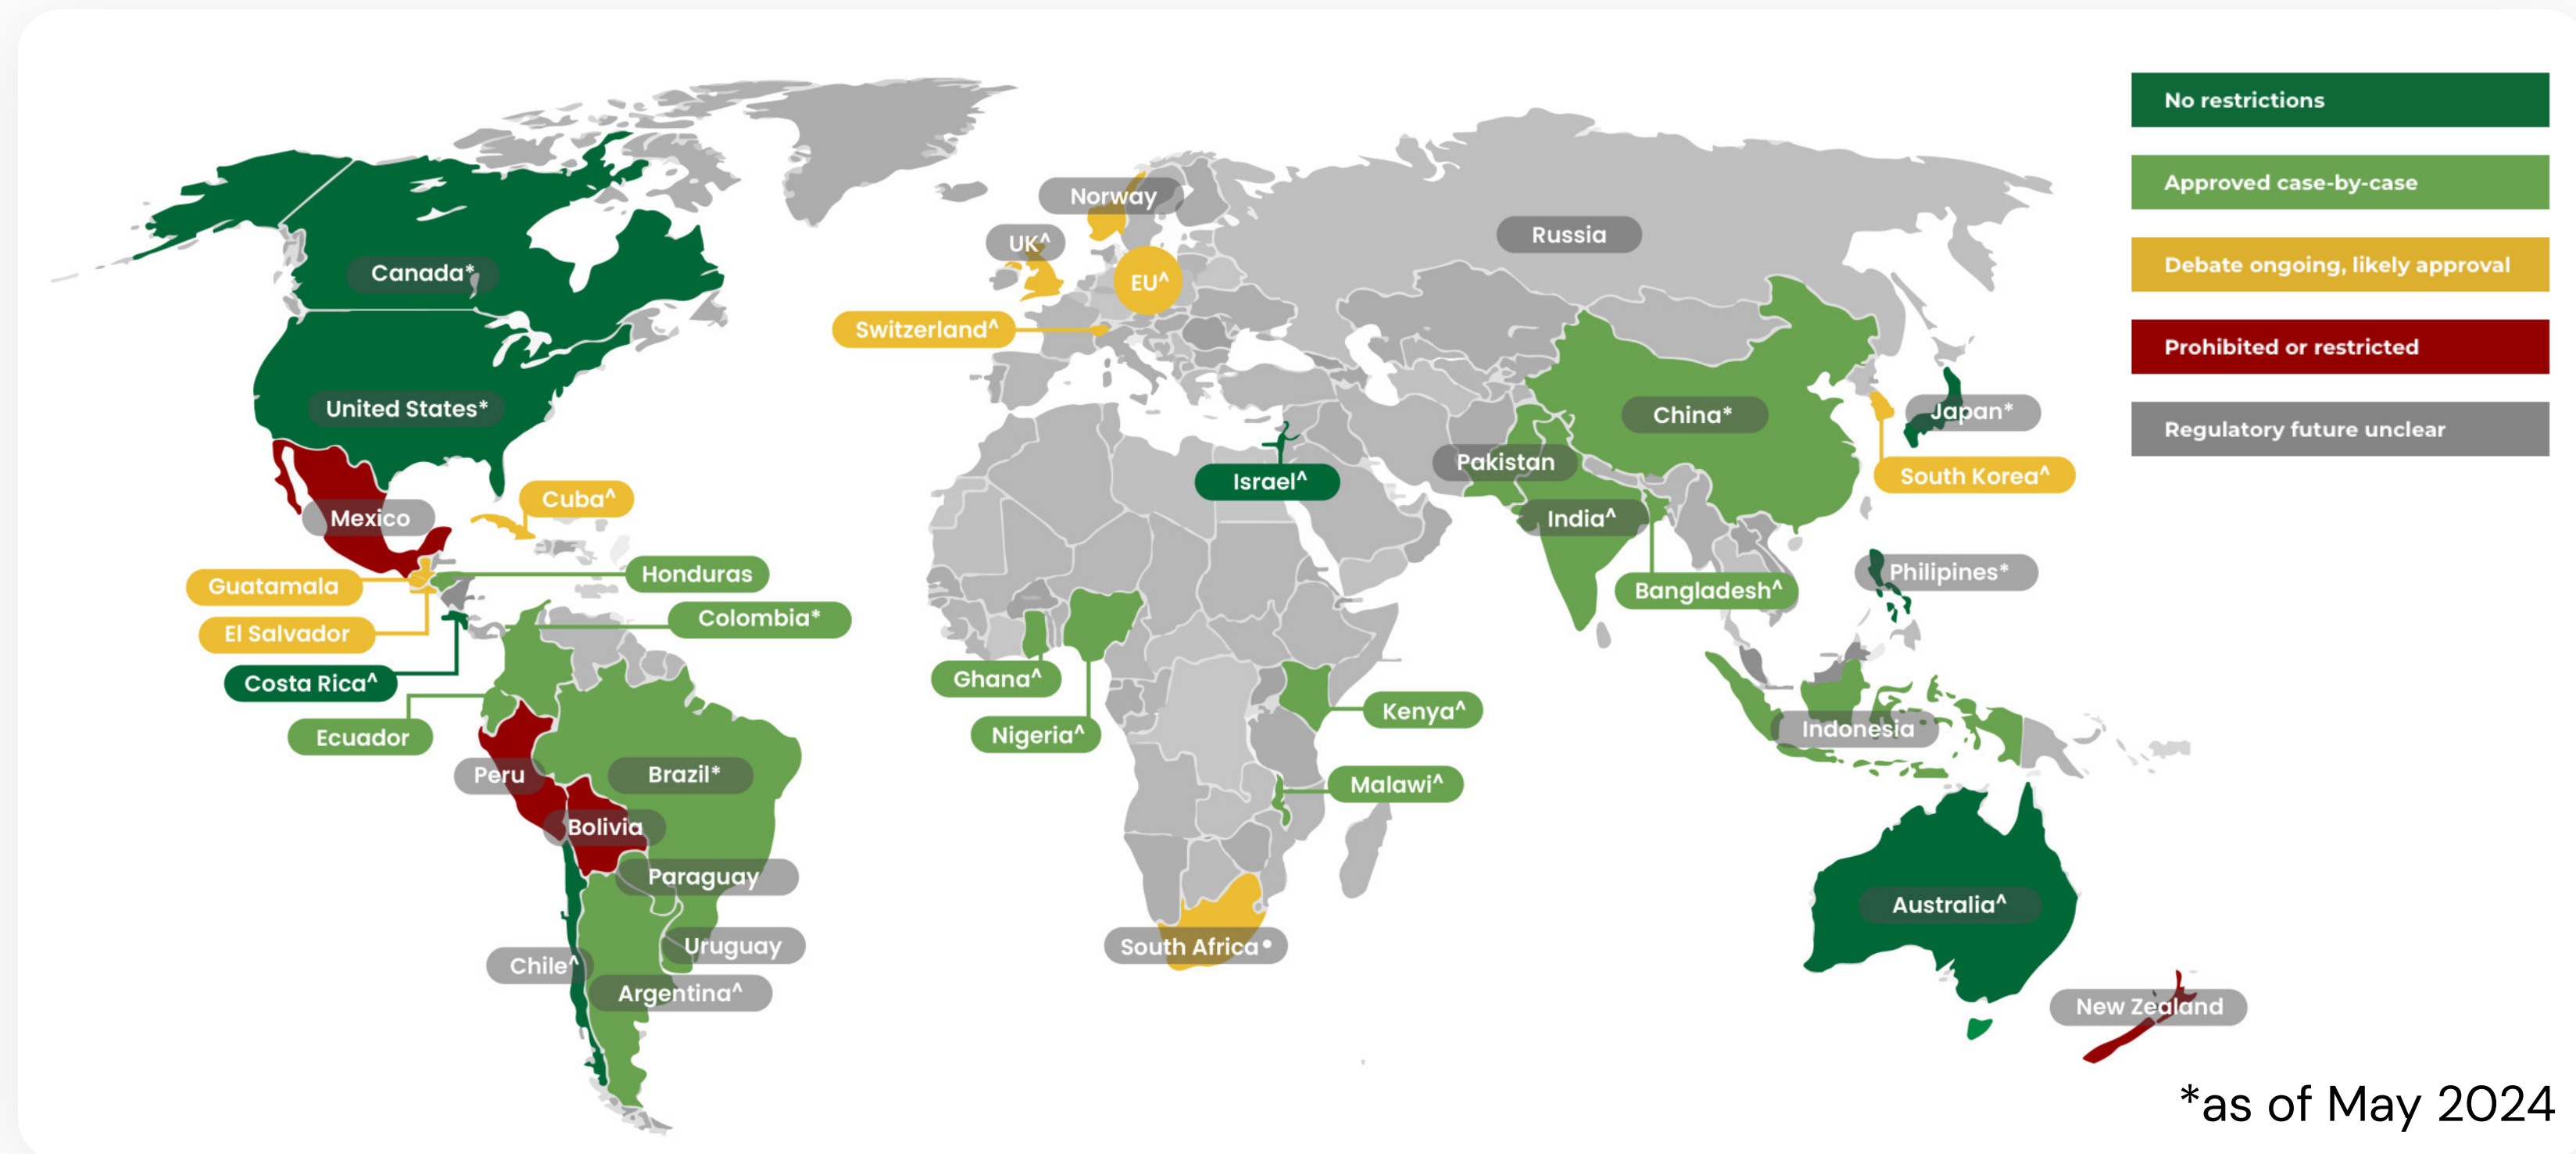 No restrictions
Approved case-by-case
Debate ongoing, likely approval
Prohibited or restricted
Regulatory future unclear
Norway
UK^
EU^
Russia
Canada*
Switzerland^
United States*
China*
Japan*
Pakistan
South Korea^
Israel^
Cuba^
Mexico
India^
Honduras
Philipines*
Guatamala
Bangladesh^
Colombia*
El Salvador
Ghana^
Costa Rica^
Kenya^
Nigeria^
Ecuador
Indonesia
Peru
Brazil*
Malawi^
Bolivia
Paraguay
Australia^
Uruguay
South Africa•
Chile^
Argentina^
New Zealand
*as of May 2024